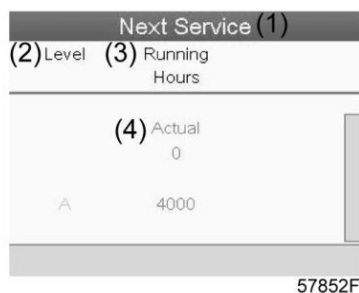 Next Service (1)
(2) Level (3) Running
Hours
(4) Actual
0
A 4000
57852F